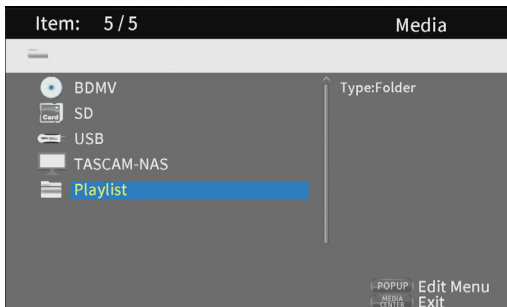 Item: 5/5 Media
BDMV
Type:Folder
Card SD
USB
TASCAM-NAS
Playlist
POPUP Edit Menu
MEDIA CENTER Exit